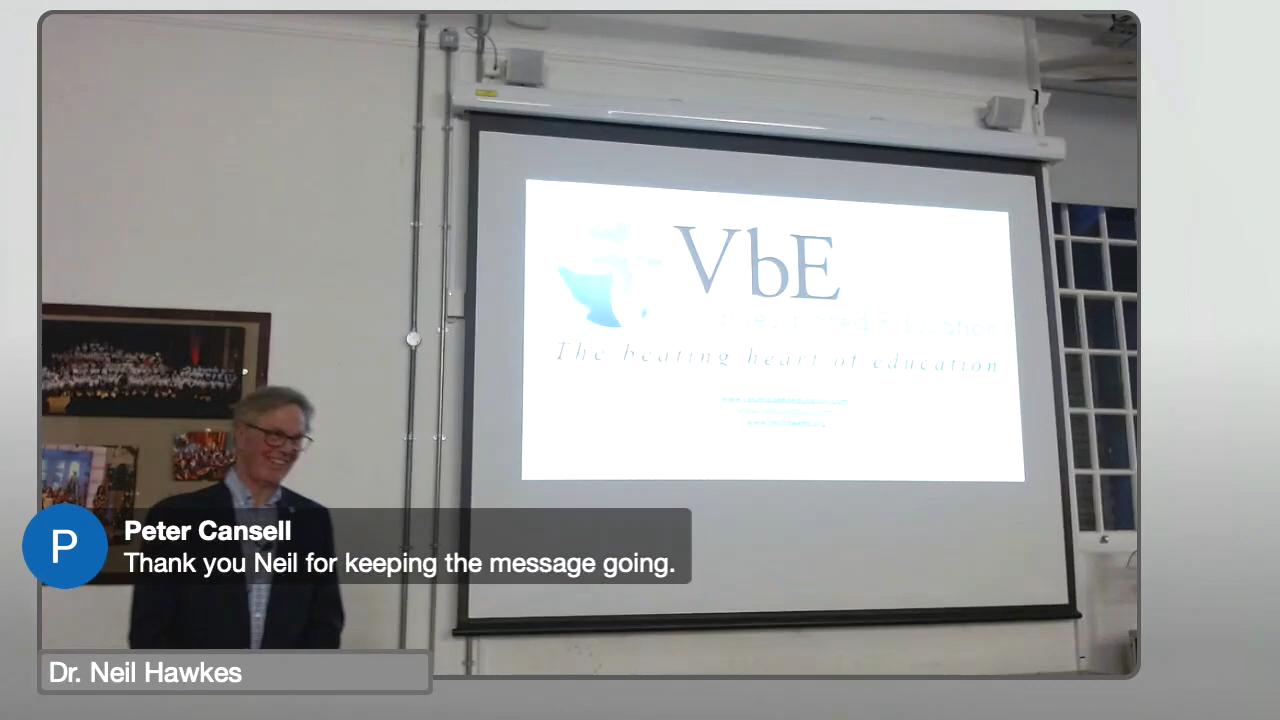 VbE
Education
The beating heart of education
P
Peter Cansell
Thank you Neil for keeping the message going.
Dr. Neil Hawkes